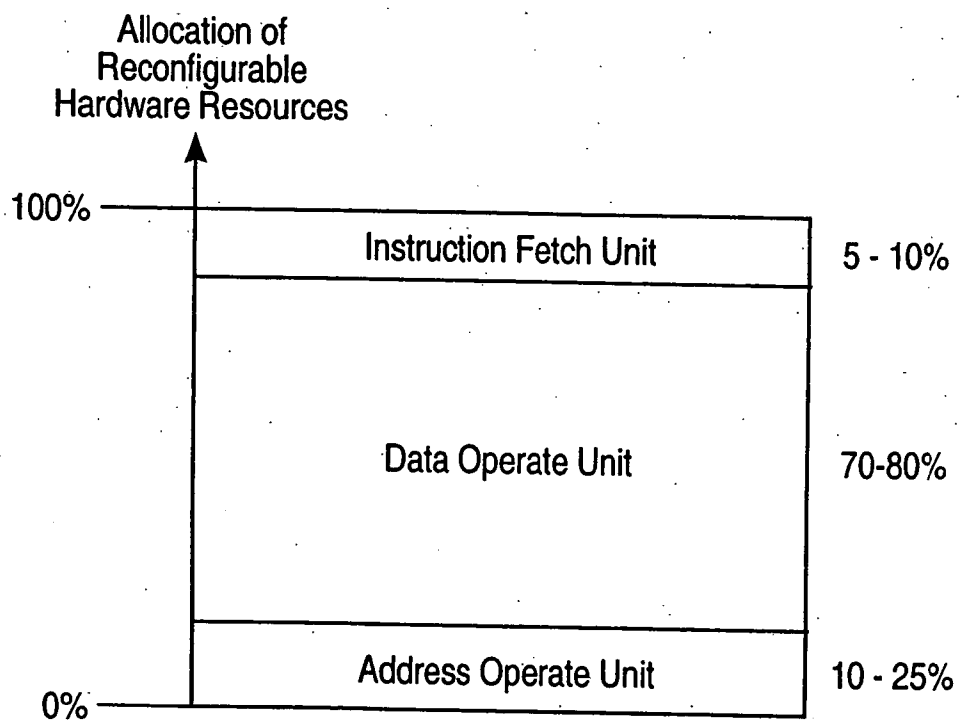 Allocation of
Reconfigurable
Hardware Resources
100%
Instruction Fetch Unit
5 - 10%
Data Operate Unit
70-80%
Address Operate Unit
10 - 25%
0%